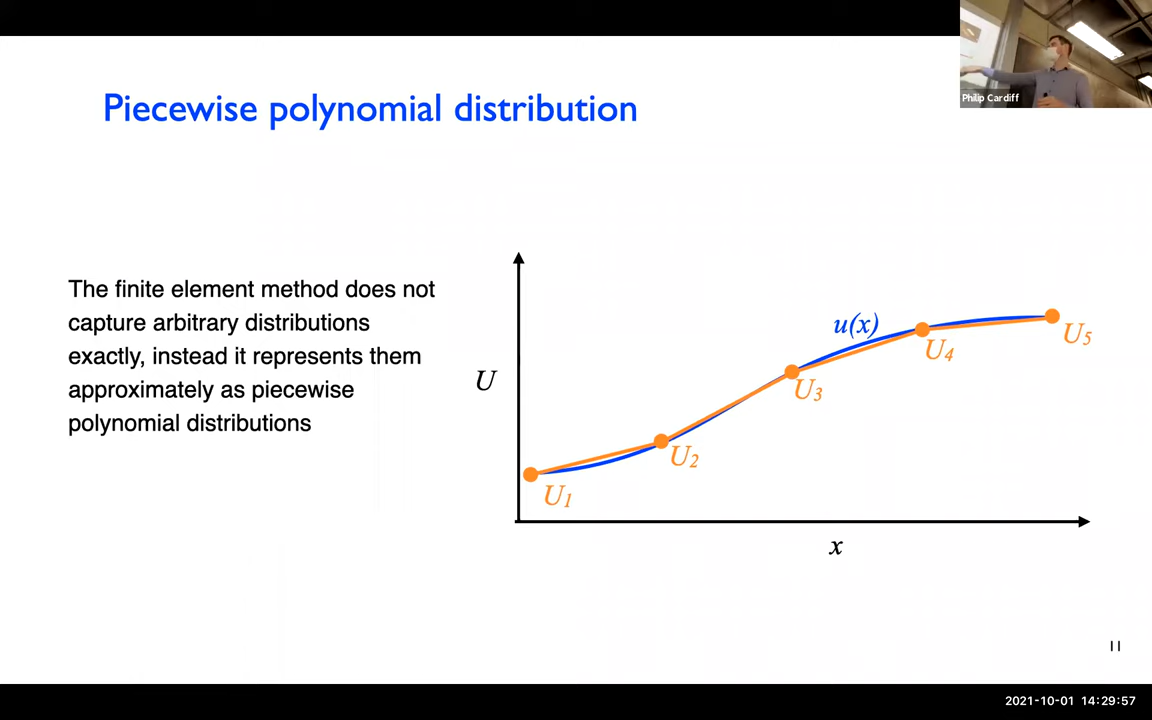 Philip Cardiff
Piecewise polynomial distribution
The finite element method does not
capture arbitrary distributions
exactly, instead it represents them
approximately as piecewise
polynomial distributions
u(x)
U
U1
U2
U3
U4
U5
x
11
2021-10-01 14:29:57